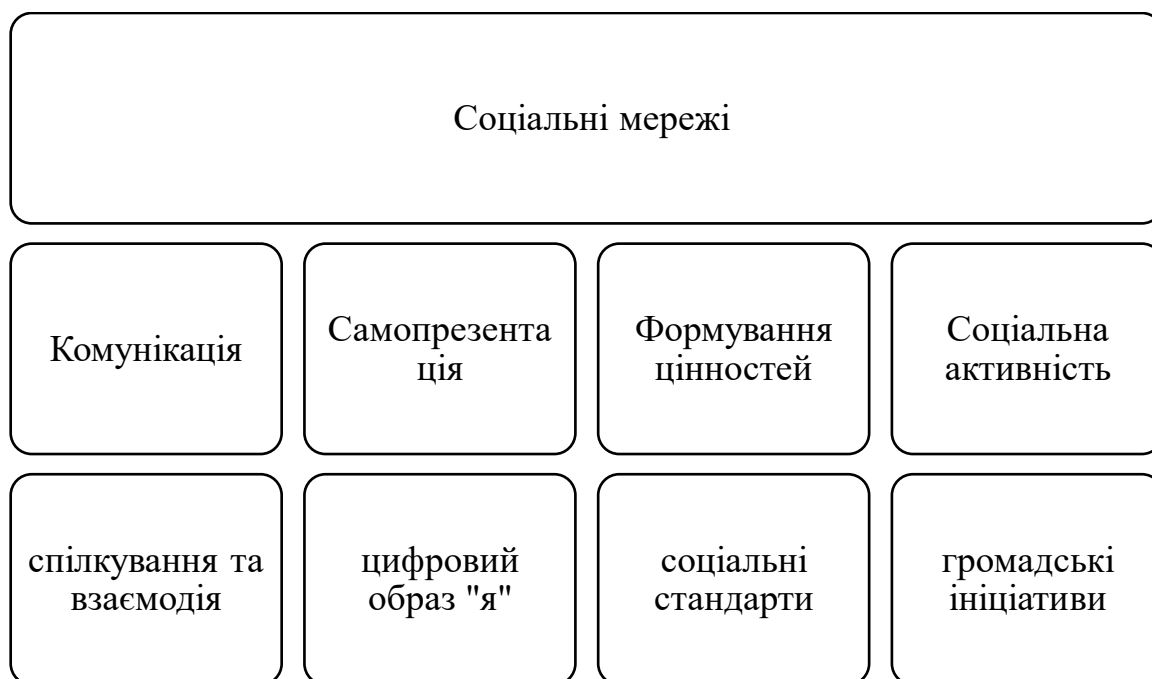 Соціальні мережі
Комунікація
Самопрезента
ція
Формування
цінностей
Соціальна
активність
спілкування та
взаємодія
цифровий
образ "я"
соціальні
стандарти
громадські
ініціативи